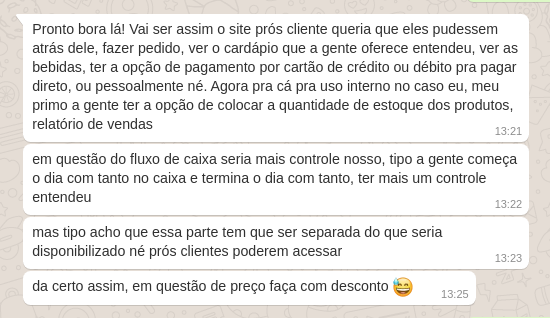 Pronto bora lá! Vai ser assim o site prós cliente queria que eles pudessem
atrás dele, fazer pedido, ver o cardápio que a gente oferece entendeu, ver as
bebidas, ter a opção de pagamento por cartão de crédito ou débito pra pagar
direto, ou pessoalmente né. Agora pra cá pra uso interno no caso eu, meu
primo a gente ter a opção de colocar a quantidade de estoque dos produtos,
relatório de vendas
13:21
em questão do fluxo de caixa seria mais controle nosso, tipo a gente começa
o dia com tanto no caixa e termina o dia com tanto, ter mais um controle
entendeu
13:22
mas tipo acho que essa parte tem que ser separada do que seria
disponibilizado né prós clientes poderem acessar
13:23
da certo assim, em questão de preço faça com desconto 😅
13:25